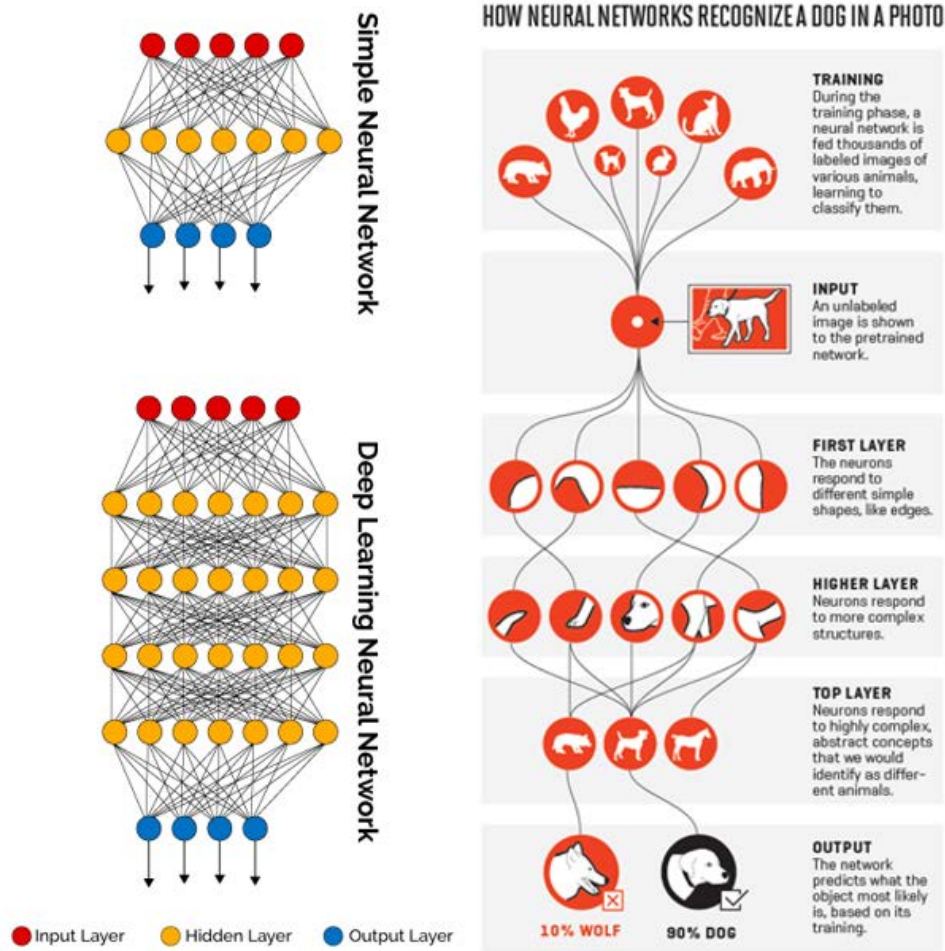 Simple Neural Network
Deep Learning Neural Network
Input Layer
Hidden Layer
Output Layer
HOW NEURAL NETWORKS RECOGNIZE A DOG IN A PHOTO
TRAINING
During the
training phase, a
neural network is
fed thousands of
labeled images of
various animals,
learning to
classify them.
INPUT
An unlabeled
image is shown
to the pretrained
network.
FIRST LAYER
The neurons
respond to
different simple
shapes, like edges.
HIGHER LAYER
Neurons respond
to more complex
structures.
TOP LAYER
Neurons respond
to highly complex,
abstract concepts
that we would
identify as differ-
ent animals.
OUTPUT
The network
predicts what the
object most likely
is, based on its
training.
10% WOLF
90% DOG